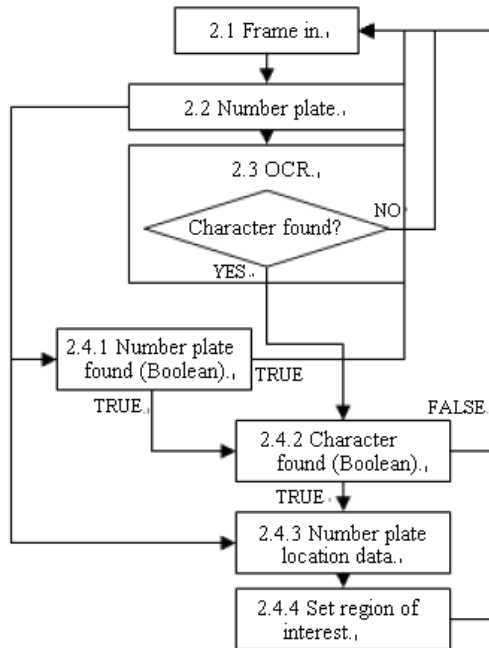 2.1 Frame in.
2.2 Number plate.
2.3 OCR.
Character found?
NO
YES.
2.4.1 Number plate
found (Boolean).
TRUE
TRUE.
FALSE.
2.4.2 Character
found (Boolean).
TRUE.
2.4.3 Number plate
location data.
2.4.4 Set region of
interest.